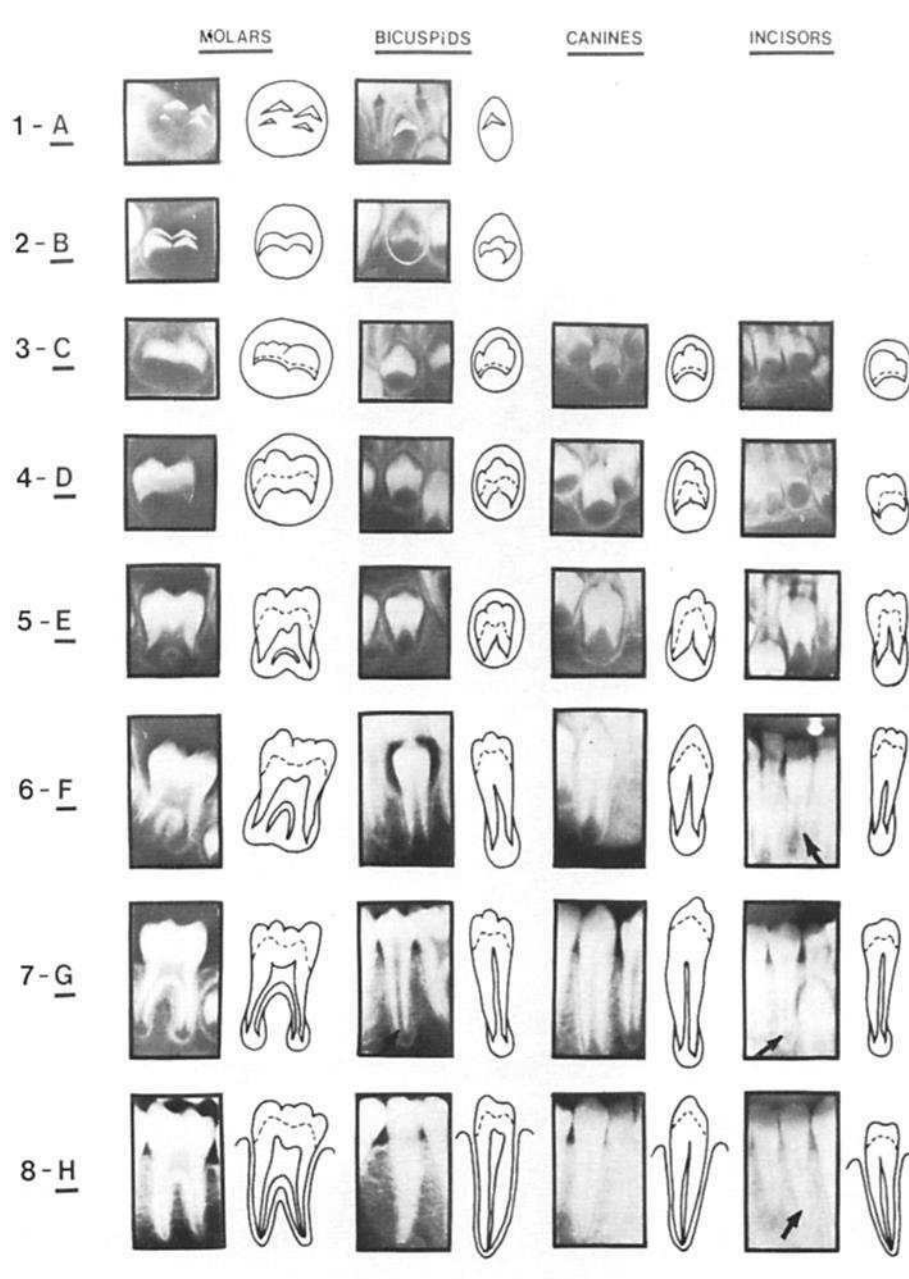 MOLARS BICUSPiDS CANINES INCISORS
1 - A
2 - B
3 - C
4 - D
5 - E
6 - F
7 - G
8 - H